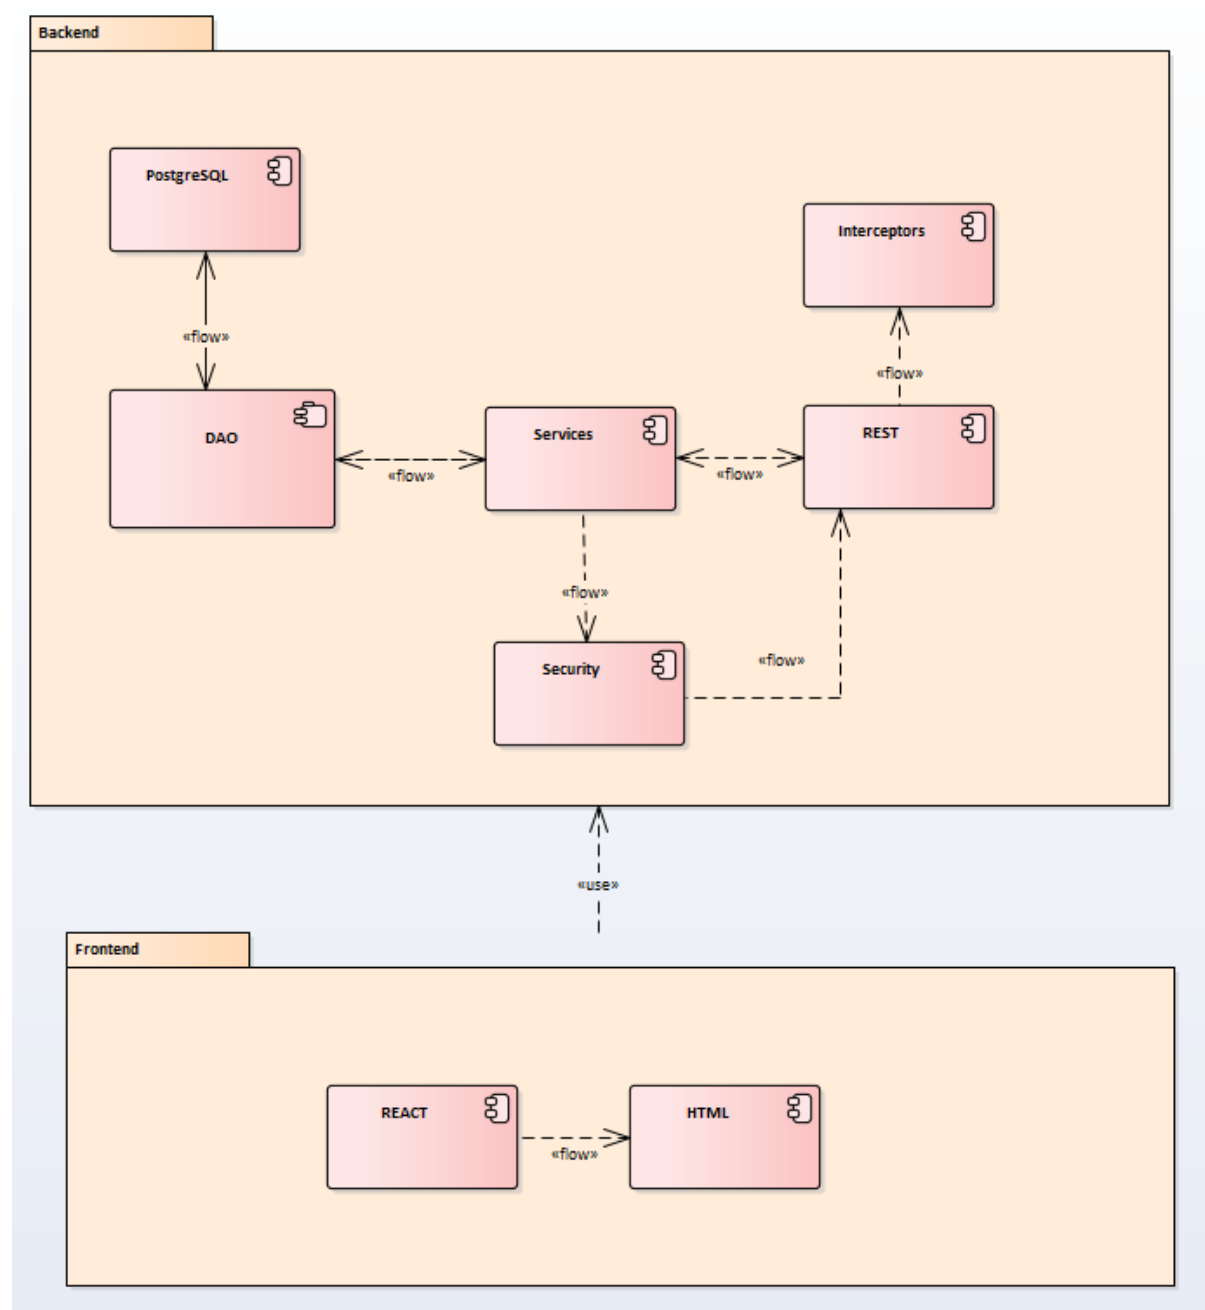 Backend
PostgreSQL
Interceptors
«flow»
«flow»
DAO
Services
REST
«flow»
«flow»
«flow»
Security
«flow»
«use»
Frontend
REACT
HTML
«flow»